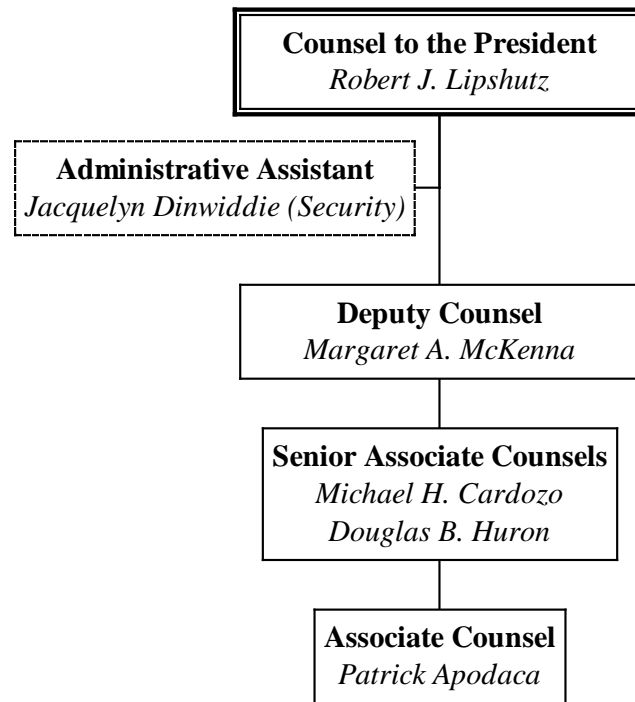 Counsel to the President
Robert J. Lipshutz
Administrative Assistant
Jacquelyn Dinwiddie (Security)
Deputy Counsel
Margaret A. McKenna
Senior Associate Counsels
Michael H. Cardozo
Douglas B. Huron
Associate Counsel
Patrick Apodaca